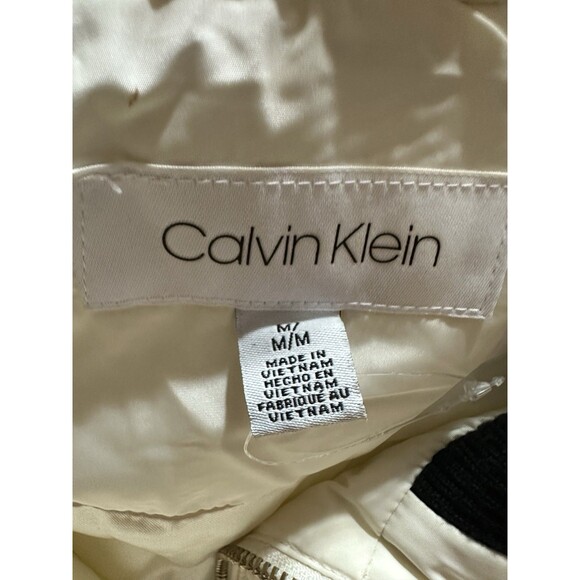 Calvin Klein
M/
M/M
MADE IN
VIETNAM
HECHO EN
VIETNAM
FABRIQUE AU
VIETNAM